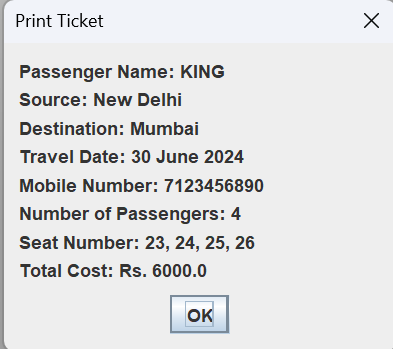 Print Ticket
Passenger Name: KING
Source: New Delhi
Destination: Mumbai
Travel Date: 30 June 2024
Mobile Number: 7123456890
Number of Passengers: 4
Seat Number: 23, 24, 25, 26
Total Cost: Rs. 6000.0
OK